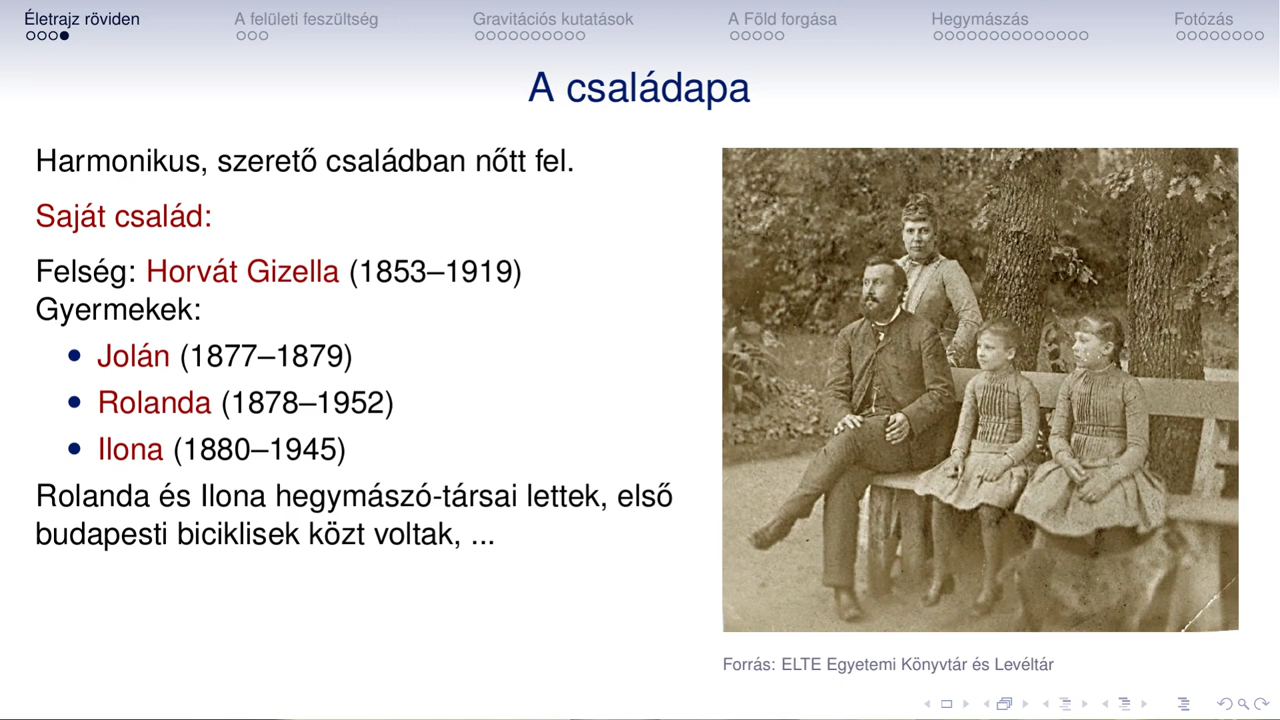 Életrajz röviden
A felületi feszültség
Gravitációs kutatások
A Föld forgása
Hegymászás
Fotózás
A családapa
Harmonikus, szerető családban nőtt fel.
Saját család:
Felség: Horvát Gizella (1853–1919)
Gyermekek:
Jolán (1877–1879)
Rolanda (1878–1952)
Ilona (1880–1945)
Rolanda és Ilona hegymászó-társai lettek, első
budapesti biciklisek közt voltak, ...
Forrás: ELTE Egyetemi Könyvtár és Levéltár